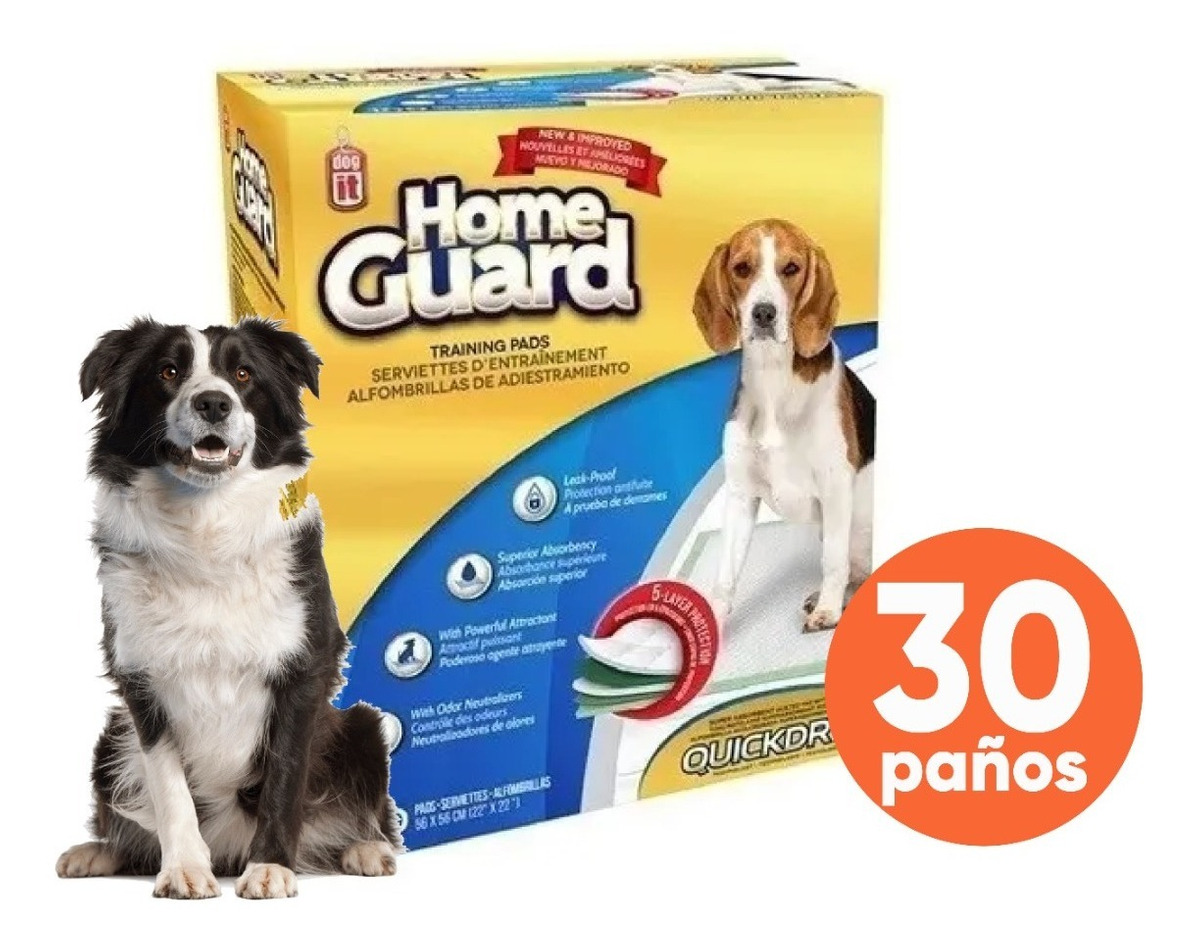 NEW & IMPROVED
NOUVELLES ET AMÉLIORÉES
NUEVO Y MEJORADO
dog
it
Home
Guard
Home
Guard
TRAINING PADS
SERVIETTES D'ENTRAÎNEMENT
ALFOMBRILLAS DE ADIESTRAMIENTO
Leak-Proof
Protection antifuite
A prueba de derrames
Superior Absorbency
Absorbance supérieure
Absorción superior
With Powerful Attractant
Attractif puissant
Poderoso agente atrayente
With Odor Neutralizers
Contrôle des odeurs
Neutralizadores de olores
5-LAYER PROTECTION
QUICKDR
PADS - SERVIETTES - ALFOMBRILLAS
56 X 56 CM (22" X 22")
30
paños